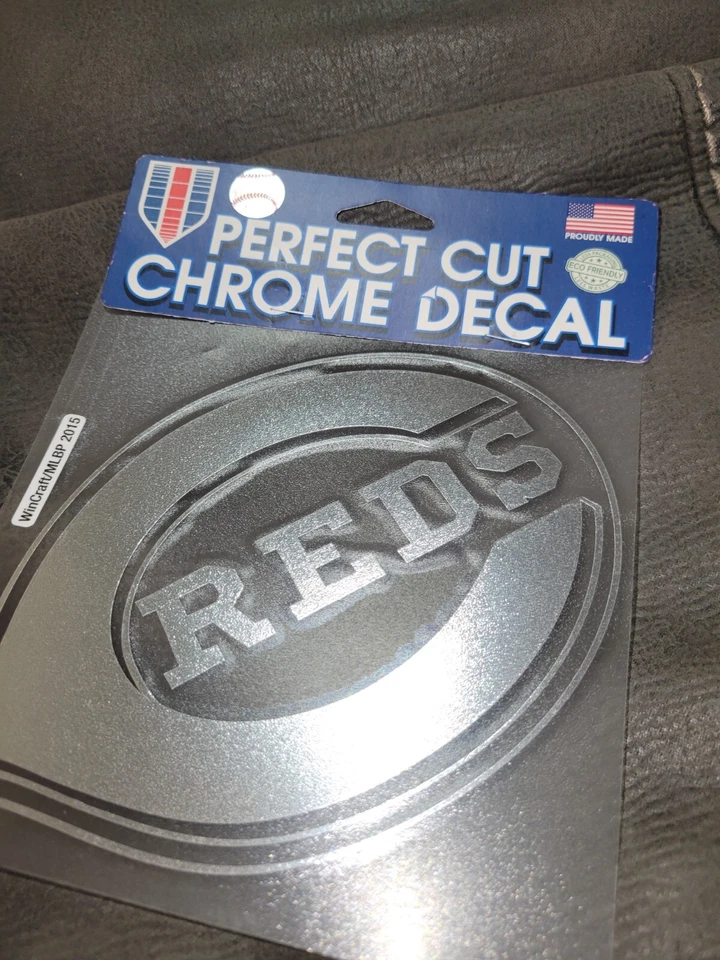 PERFECT CUT
CHROME DECAL
PROUDLY MADE
ECO FRIENDLY
WinCraft/MLBP 2015
REDS